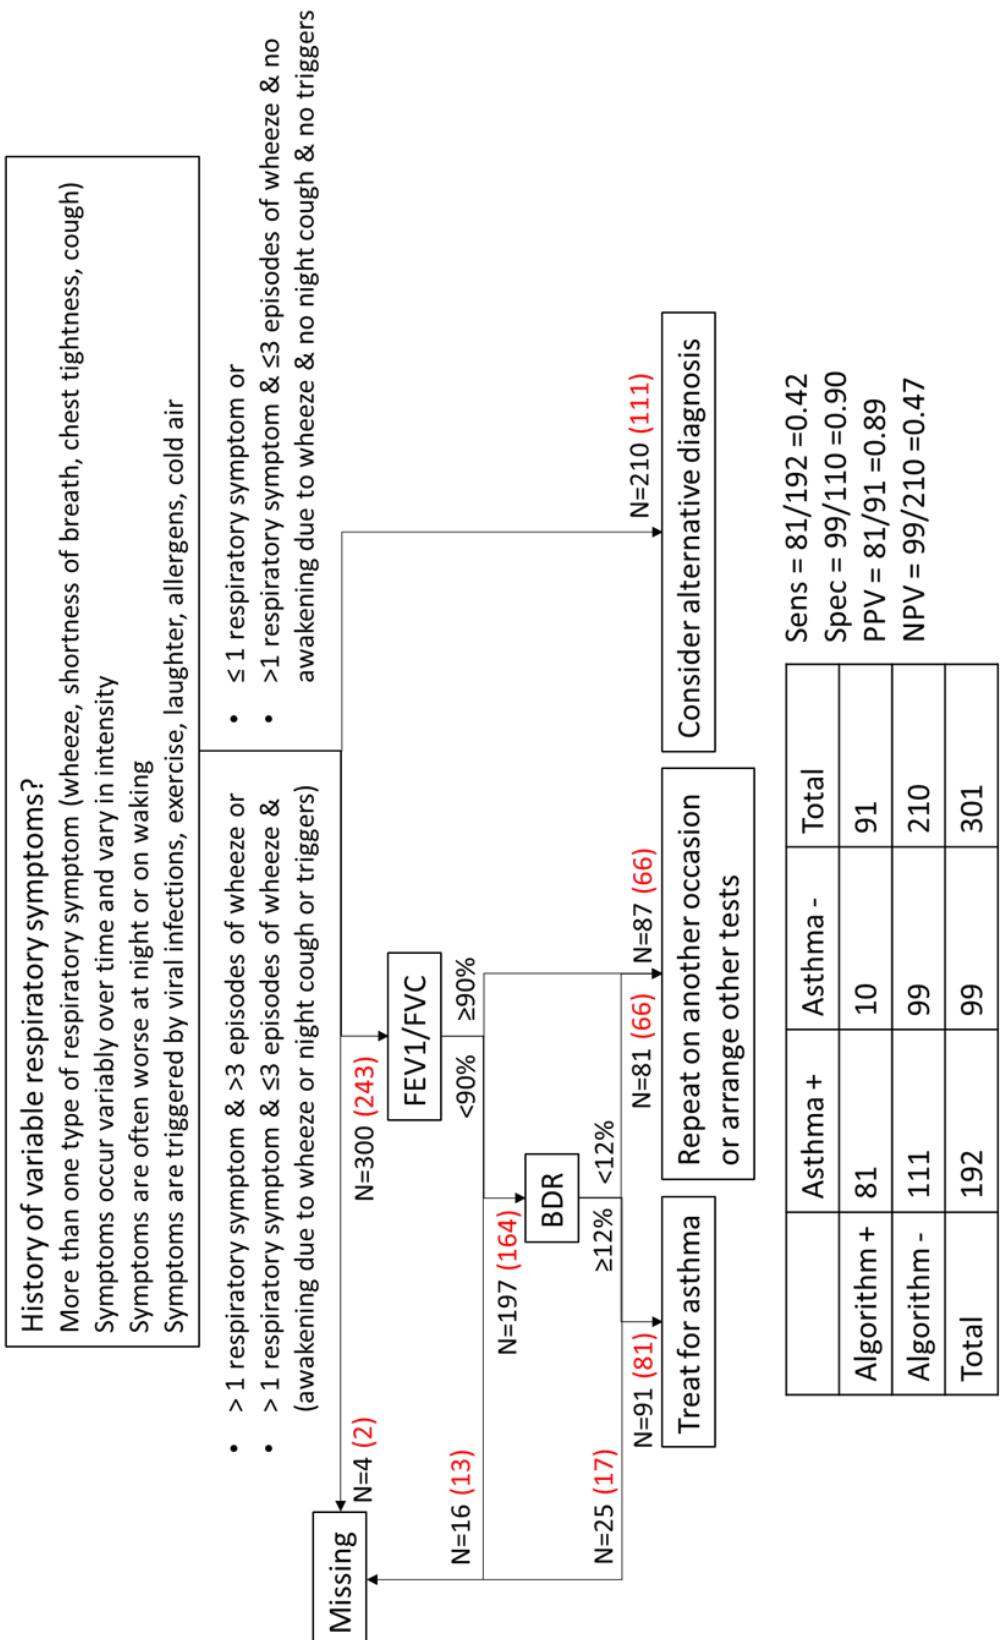 History of variable respiratory symptoms?
More than one type of respiratory symptom (wheeze, shortness of breath, chest tightness, cough)
Symptoms occur variably over time and vary in intensity
Symptoms are often worse at night or on waking
Symptoms are triggered by viral infections, exercise, laughter, allergens, cold air
• > 1 respiratory symptom & >3 episodes of wheeze or
• > 1 respiratory symptom & ≤3 episodes of wheeze &
(awakening due to wheeze or night cough or triggers)
• ≤ 1 respiratory symptom or
• >1 respiratory symptom & ≤3 episodes of wheeze & no
awakening due to wheeze & no night cough & no triggers
Missing
N=4 (2)
N=300 (243)
FEV1/FVC
<90%
≥90%
N=16 (13)
N=197 (164)
BDR
≥12%
<12%
N=25 (17)
N=91 (81)
N=81 (66)
N=87 (66)
N=210 (111)
Treat for asthma
Repeat on another occasion
or arrange other tests
Consider alternative diagnosis
Asthma + Asthma - Total
Algorithm + 81 10 91
Algorithm - 111 99 210
Total 192 99 301
Sens = 81/192 =0.42
Spec = 99/110 =0.90
PPV = 81/91 =0.89
NPV = 99/210 =0.47